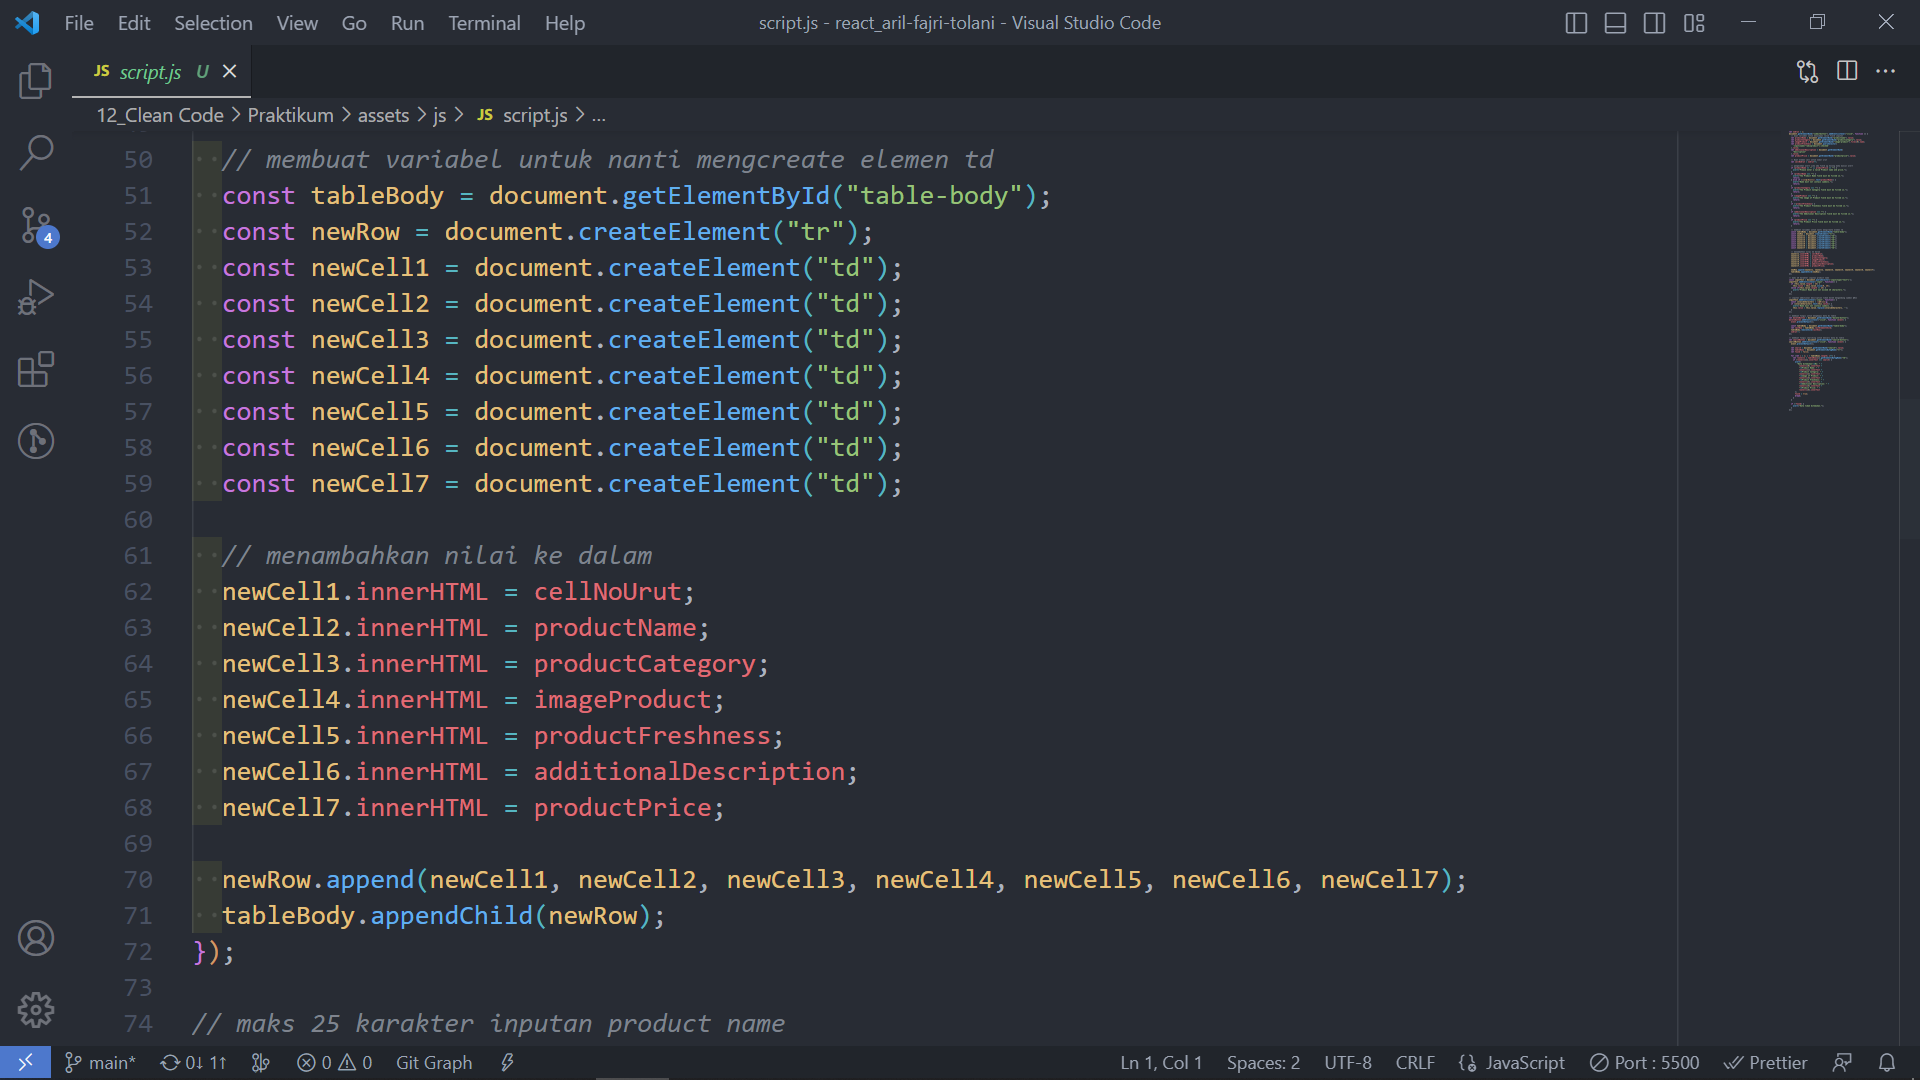 File Edit Selection View Go Run Terminal Help script.js - react_aril-fajri-tolani - Visual Studio Code
JS script.js U
12_Clean Code > Praktikum > assets > js > JS script.js > ...
50 // membuat variabel untuk nanti mengcreate elemen td
51 const tableBody = document.getElementById("table-body");
52 const newRow = document.createElement("tr");
53 const newCell1 = document.createElement("td");
54 const newCell2 = document.createElement("td");
55 const newCell3 = document.createElement("td");
56 const newCell4 = document.createElement("td");
57 const newCell5 = document.createElement("td");
58 const newCell6 = document.createElement("td");
59 const newCell7 = document.createElement("td");
60
61 // menambahkan nilai ke dalam
62 newCell1.innerHTML = cellNoUrut;
63 newCell2.innerHTML = productName;
64 newCell3.innerHTML = productCategory;
65 newCell4.innerHTML = imageProduct;
66 newCell5.innerHTML = productFreshness;
67 newCell6.innerHTML = additionalDescription;
68 newCell7.innerHTML = productPrice;
69
70 newRow.append(newCell1, newCell2, newCell3, newCell4, newCell5, newCell6, newCell7);
71 tableBody.appendChild(newRow);
72 });
73
74 // maks 25 karakter inputan product name
4
main* 0↓ 1↑ 0 0 Git Graph Ln 1, Col 1 Spaces: 2 UTF-8 CRLF JavaScript Port : 5500 Prettier